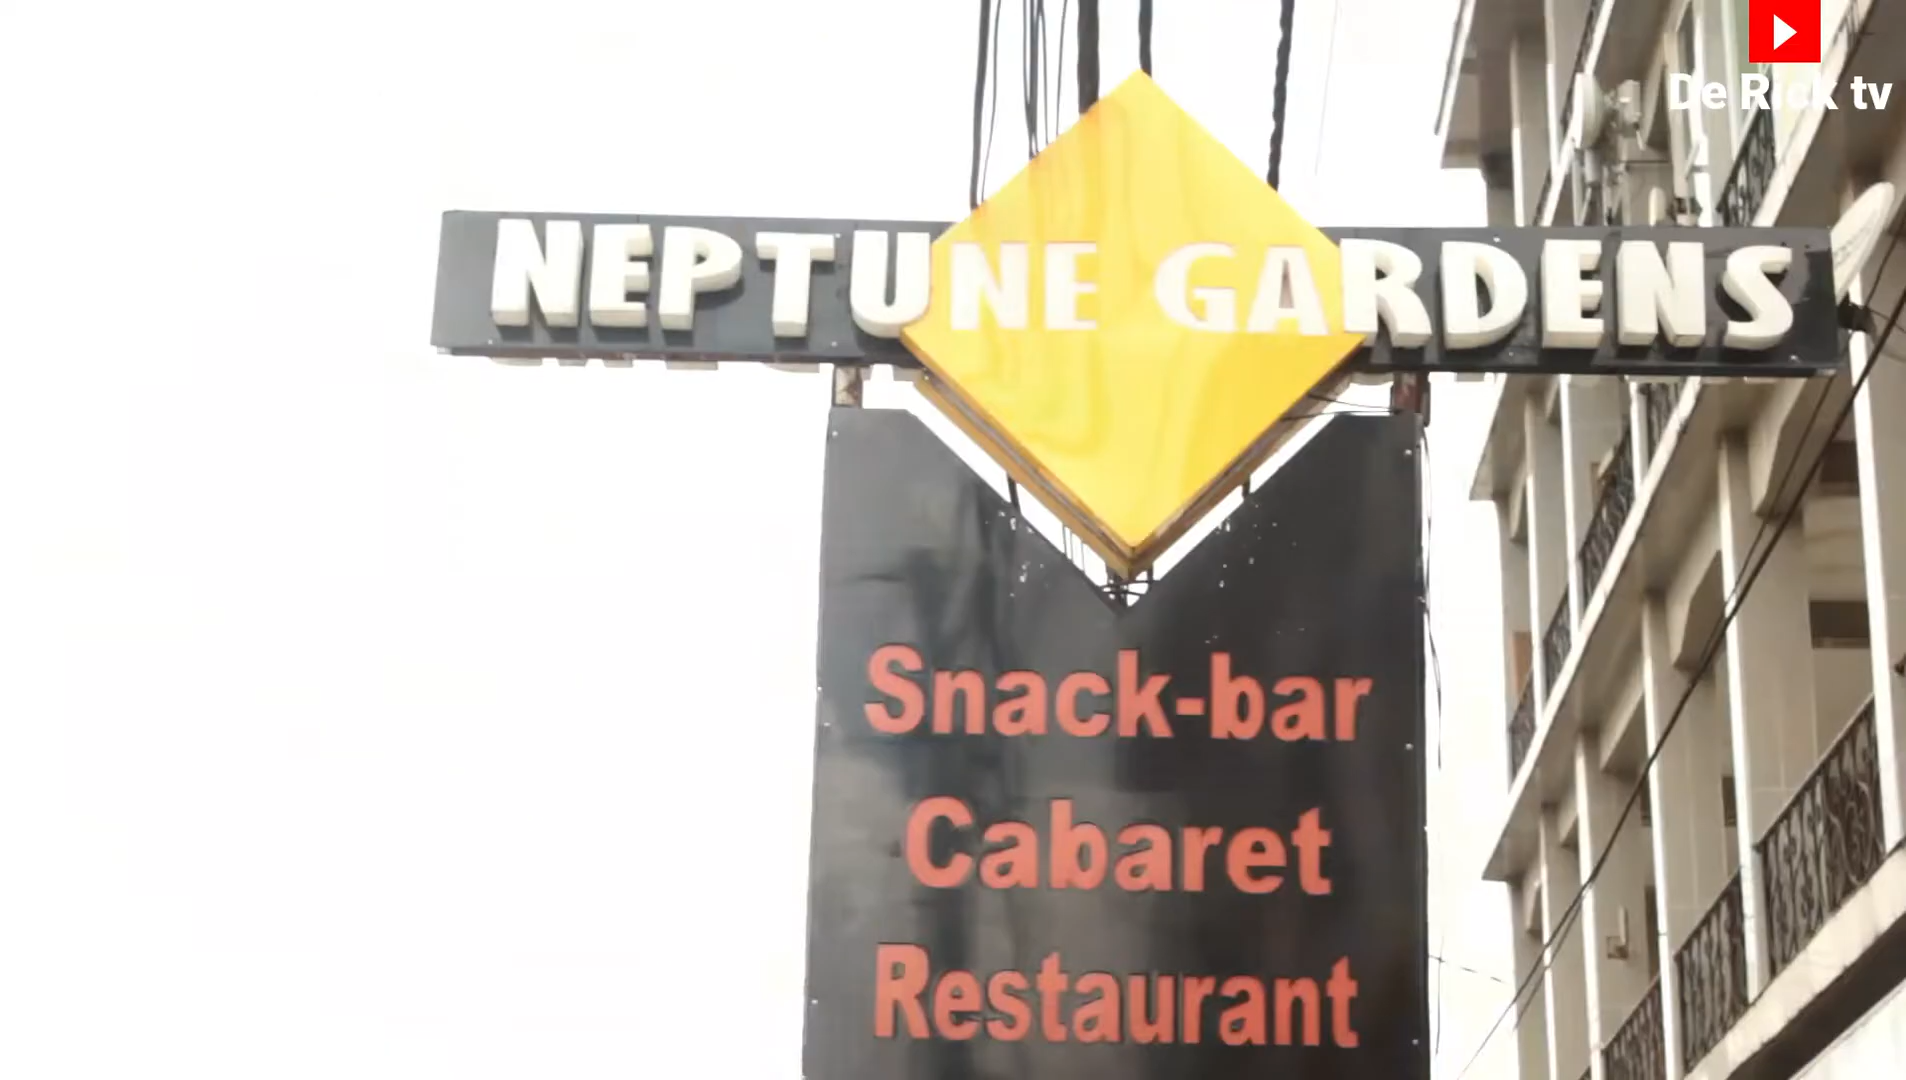 De Rick tv
NEPTUNE GARDENS
Snack-bar
Cabaret
Restaurant